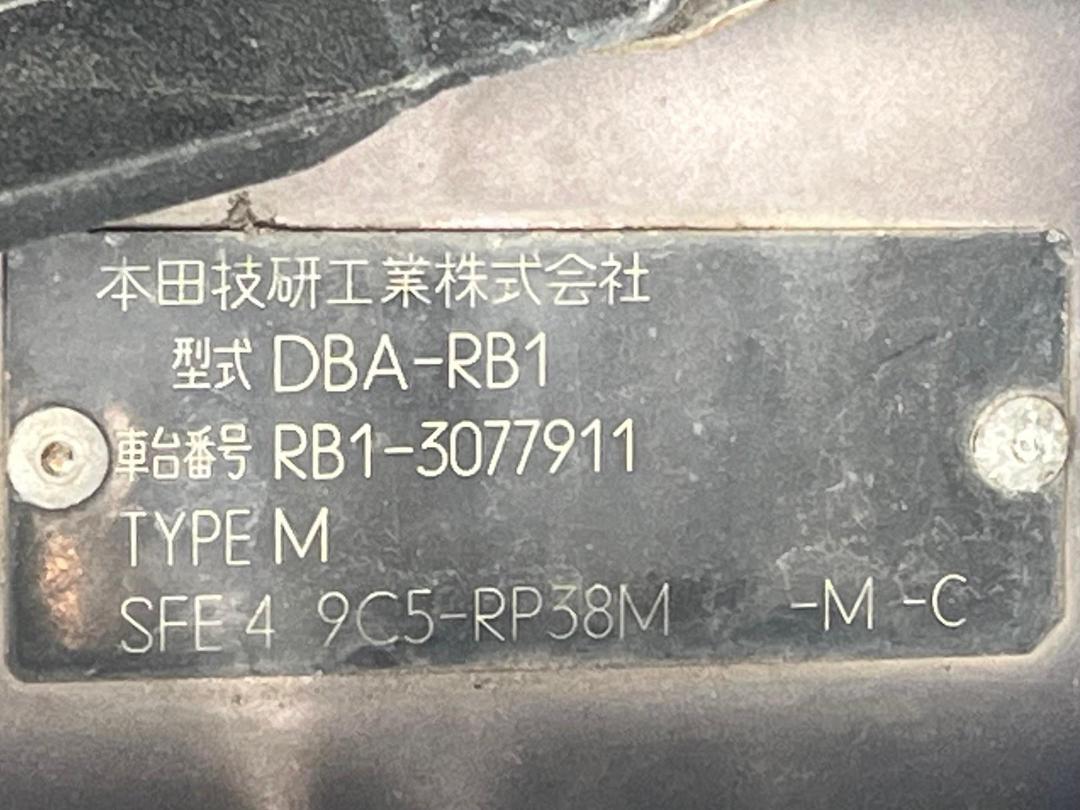 本田技研工業株式会社
型式 DBA-RB1
車台番号 RB1-3077911
TYPE M
SFE 4 9C5-RP38M -M -C